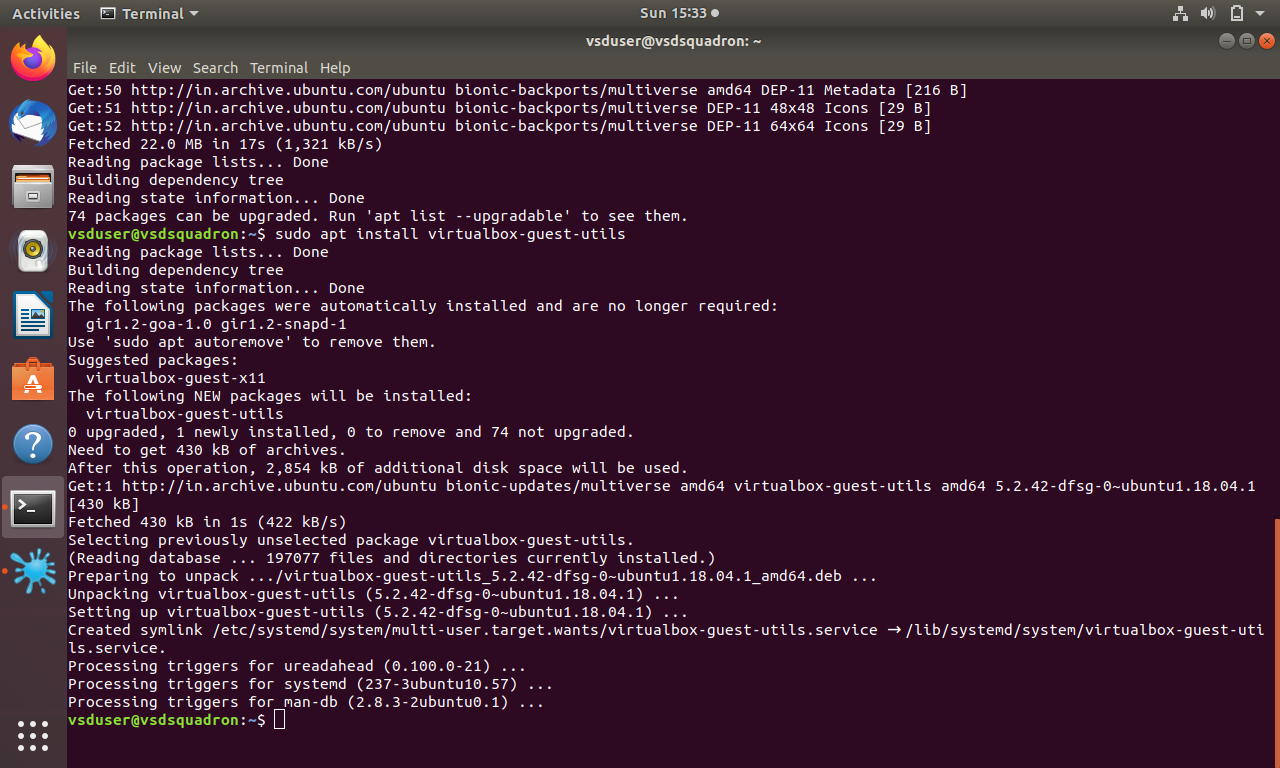 Activities Terminal Sun 15:33
vsduser@vsdsquadron: ~
File Edit View Search Terminal Help
Get:50 http://in.archive.ubuntu.com/ubuntu bionic-backports/multiverse amd64 DEP-11 Metadata [216 B]
Get:51 http://in.archive.ubuntu.com/ubuntu bionic-backports/multiverse DEP-11 48x48 Icons [29 B]
Get:52 http://in.archive.ubuntu.com/ubuntu bionic-backports/multiverse DEP-11 64x64 Icons [29 B]
Fetched 22.0 MB in 17s (1,321 kB/s)
Reading package lists... Done
Building dependency tree
Reading state information... Done
74 packages can be upgraded. Run 'apt list --upgradable' to see them.
vsduser@vsdsquadron:~$ sudo apt install virtualbox-guest-utils
Reading package lists... Done
Building dependency tree
Reading state information... Done
The following packages were automatically installed and are no longer required:
  gir1.2-goa-1.0 gir1.2-snapd-1
Use 'sudo apt autoremove' to remove them.
Suggested packages:
  virtualbox-guest-x11
The following NEW packages will be installed:
  virtualbox-guest-utils
0 upgraded, 1 newly installed, 0 to remove and 74 not upgraded.
Need to get 430 kB of archives.
After this operation, 2,854 kB of additional disk space will be used.
Get:1 http://in.archive.ubuntu.com/ubuntu bionic-updates/multiverse amd64 virtualbox-guest-utils amd64 5.2.42-dfsg-0~ubuntu1.18.04.1
[430 kB]
Fetched 430 kB in 1s (422 kB/s)
Selecting previously unselected package virtualbox-guest-utils.
(Reading database ... 197077 files and directories currently installed.)
Preparing to unpack .../virtualbox-guest-utils_5.2.42-dfsg-0~ubuntu1.18.04.1_amd64.deb ...
Unpacking virtualbox-guest-utils (5.2.42-dfsg-0~ubuntu1.18.04.1) ...
Setting up virtualbox-guest-utils (5.2.42-dfsg-0~ubuntu1.18.04.1) ...
Created symlink /etc/systemd/system/multi-user.target.wants/virtualbox-guest-utils.service → /lib/systemd/system/virtualbox-guest-uti
ls.service.
Processing triggers for ureadahead (0.100.0-21) ...
Processing triggers for systemd (237-3ubuntu10.57) ...
Processing triggers for man-db (2.8.3-2ubuntu0.1) ...
vsduser@vsdsquadron:~$